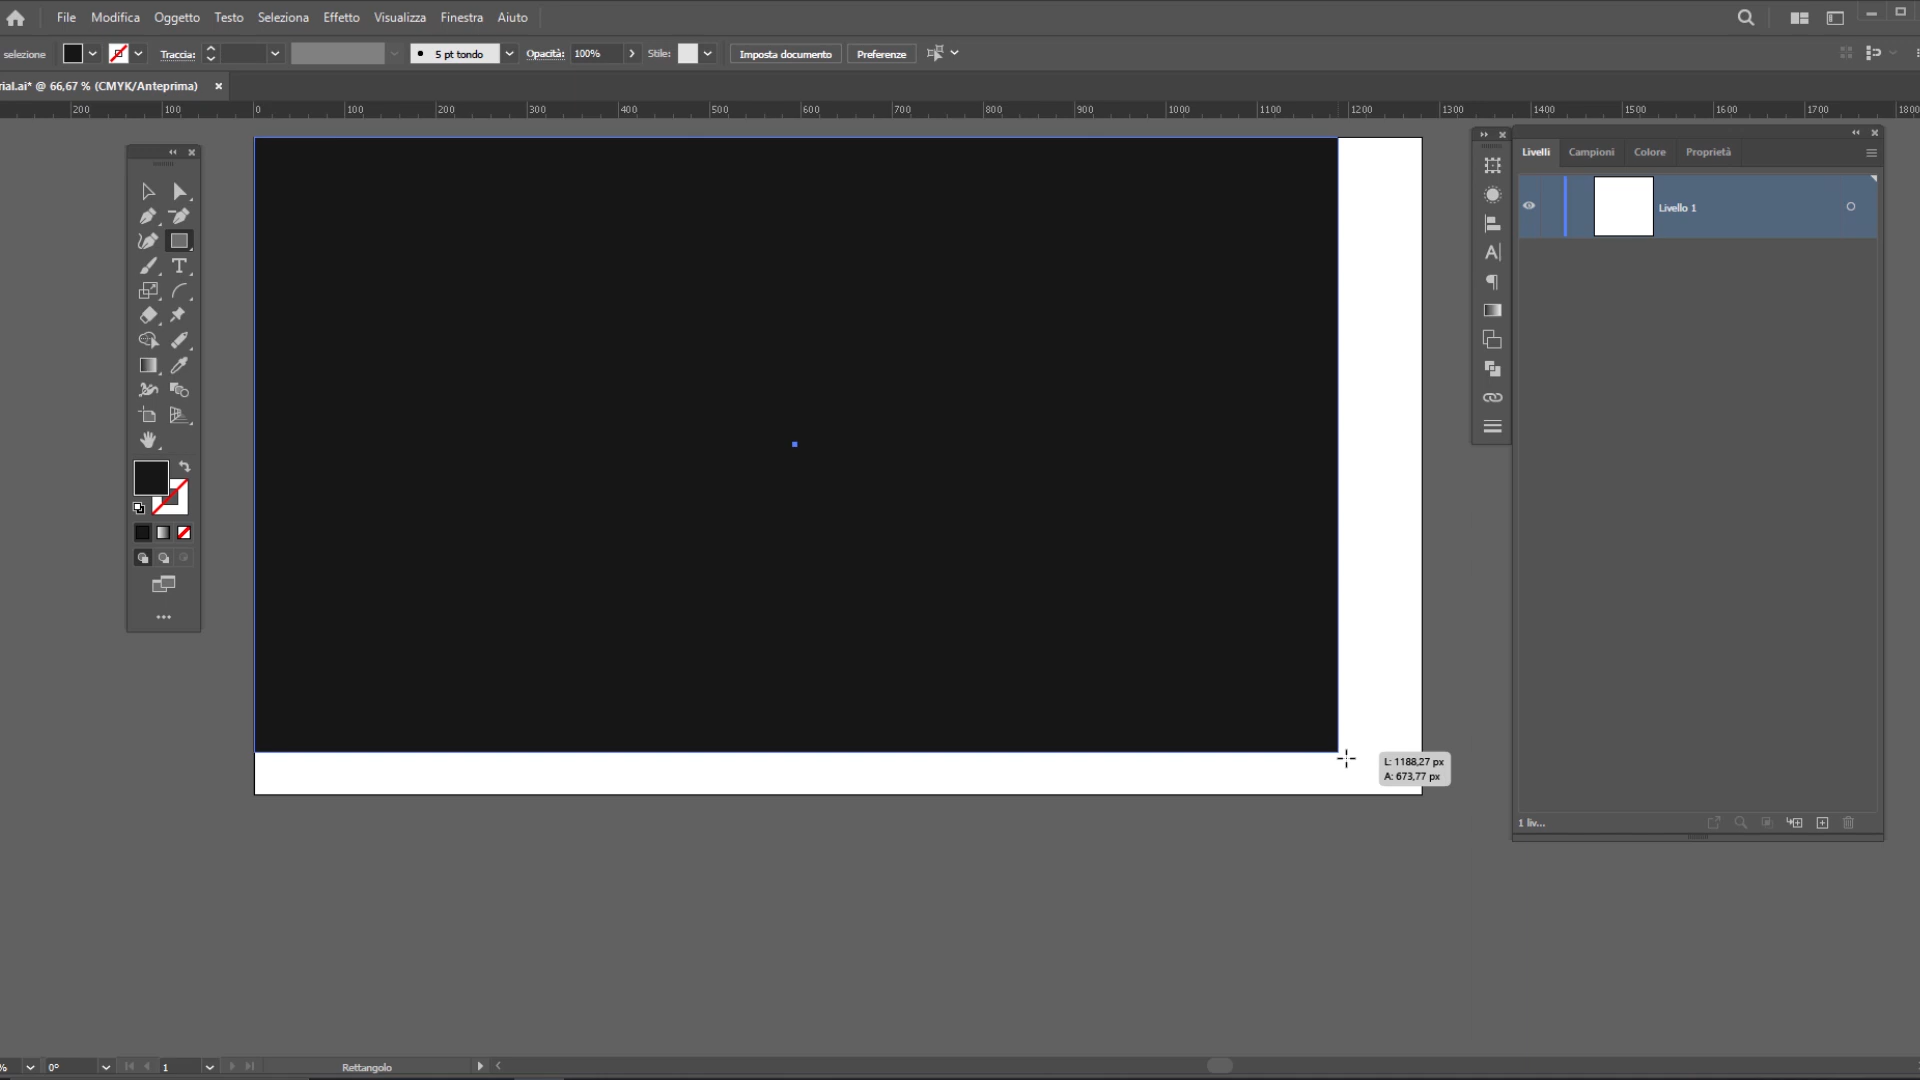 File Modifica Oggetto Testo Seleziona Effetto Visualizza Finestra Aiuto
selezione Traccia: 5 pt tondo Opacità: 100% Stile: Imposta documento Preferenze
rial.ai* @ 66,67 % (CMYK/Anteprima)
200 100 0 100 200 300 400 500 600 700 800 900 1000 1100 1200 1300 1400 1500 1600 1700 1800
Livelli Campioni Colore Proprietà
Livello 1
L: 1188,27 px
A: 673,77 px
1 liv...
% 0° 1 Rettangolo